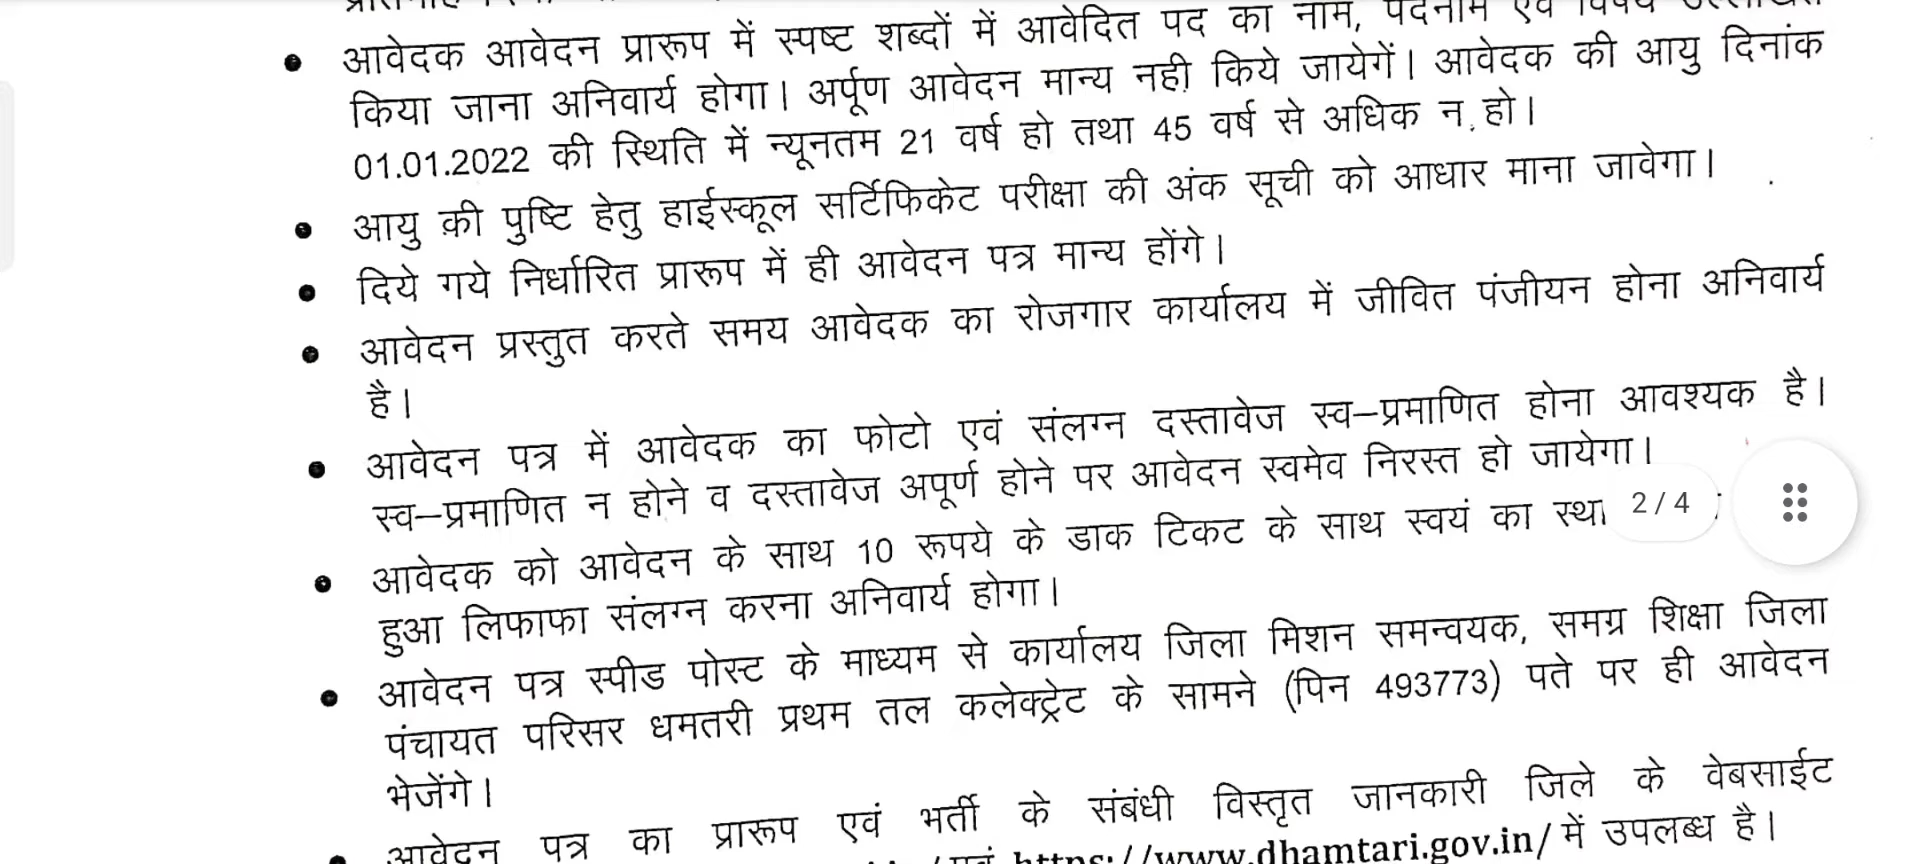 आवेदक आवेदन प्रारूप में स्पष्ट शब्दों में आवेदित पद का नाम, पदनाम एवं विषय
किया जाना अनिवार्य होगा। अर्पूण आवेदन मान्य नही किये जायेगें। आवेदक की आयु दिनांक
01.01.2022 की स्थिति में न्यूनतम 21 वर्ष हो तथा 45 वर्ष से अधिक न हो।
आयु की पुष्टि हेतु हाईस्कूल सर्टिफिकेट परीक्षा की अंक सूची को आधार माना जावेगा।
दिये गये निर्धारित प्रारूप में ही आवेदन पत्र मान्य होंगे।
आवेदन प्रस्तुत करते समय आवेदक का रोजगार कार्यालय में जीवित पंजीयन होना अनिवार्य
है।
आवेदन पत्र में आवेदक का फोटो एवं संलग्न दस्तावेज स्व–प्रमाणित होना आवश्यक है।
स्व–प्रमाणित न होने व दस्तावेज अपूर्ण होने पर आवेदन स्वमेव निरस्त हो जायेगा।
आवेदक को आवेदन के साथ 10 रूपये के डाक टिकट के साथ स्वयं का
2 / 4
हुआ लिफाफा संलग्न करना अनिवार्य होगा।
आवेदन पत्र स्पीड पोस्ट के माध्यम से कार्यालय जिला मिशन समन्वयक, समग्र शिक्षा जिला
पंचायत परिसर धमतरी प्रथम तल कलेक्ट्रेट के सामने (पिन 493773) पते पर ही आवेदन
भेजेंगे।
आवेदन पत्र का प्रारूप एवं भर्ती के संबंधी विस्तृत जानकारी जिले के वेबसाईट
https://www.dhamtari.gov.in/ में उपलब्ध है।